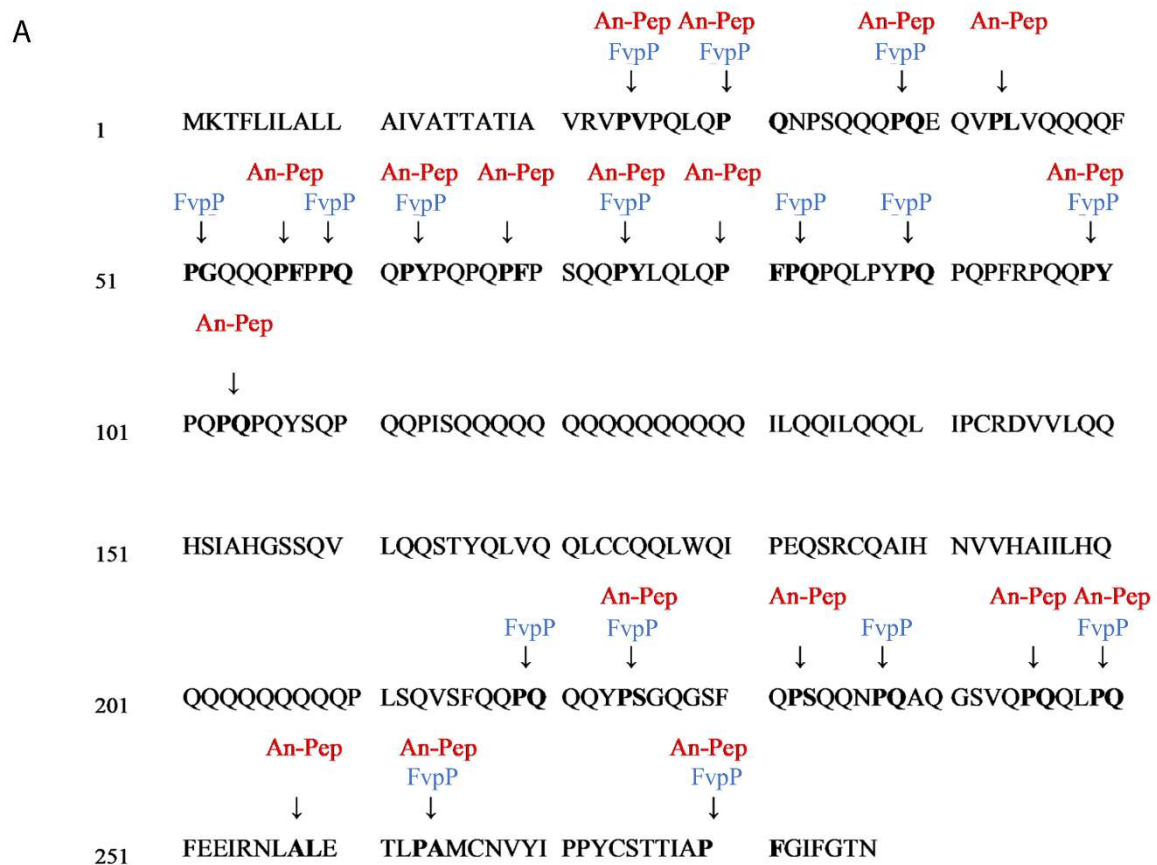 A
An-Pep An-Pep An-Pep An-Pep
FvpP FvpP FvpP
↓ ↓ ↓ ↓
1 MKTFLILALL AIVATTATIA VRVPVPQLQP QNPSQQQPQE QVPLVQQQQF
An-Pep An-Pep An-Pep An-Pep An-Pep An-Pep
FvpP FvpP FvpP FvpP FvpP FvpP FvpP
↓ ↓ ↓ ↓ ↓ ↓ ↓ ↓ ↓ ↓
51 PGQQQPFPPQ QPYPQPQPFP SQQPYLQLQP FPQPQLPYPQ PQPFRPQQPY
An-Pep
↓
101 PQPQPQYSQP QQPISQQQQQ QQQQQQQQQQ ILQQILQQQL IPCRDVVLQQ
151 HSIAHGSSQV LQQSTYQLVQ QLCCQQLWQI PEQSRCQAIH NVVHAIILHQ
An-Pep An-Pep An-Pep An-Pep
FvpP FvpP FvpP FvpP
↓ ↓ ↓ ↓ ↓ ↓
201 QQQQQQQQQP LSQVSFQQPQ QQYPSGQGSF QPSQQNPQAQ GSVQPQQLPQ
An-Pep An-Pep An-Pep
FvpP FvpP
↓ ↓ ↓
251 FEEIRNLALE TLPAMCNVYI PPYCSTTIAP FGIFGTN